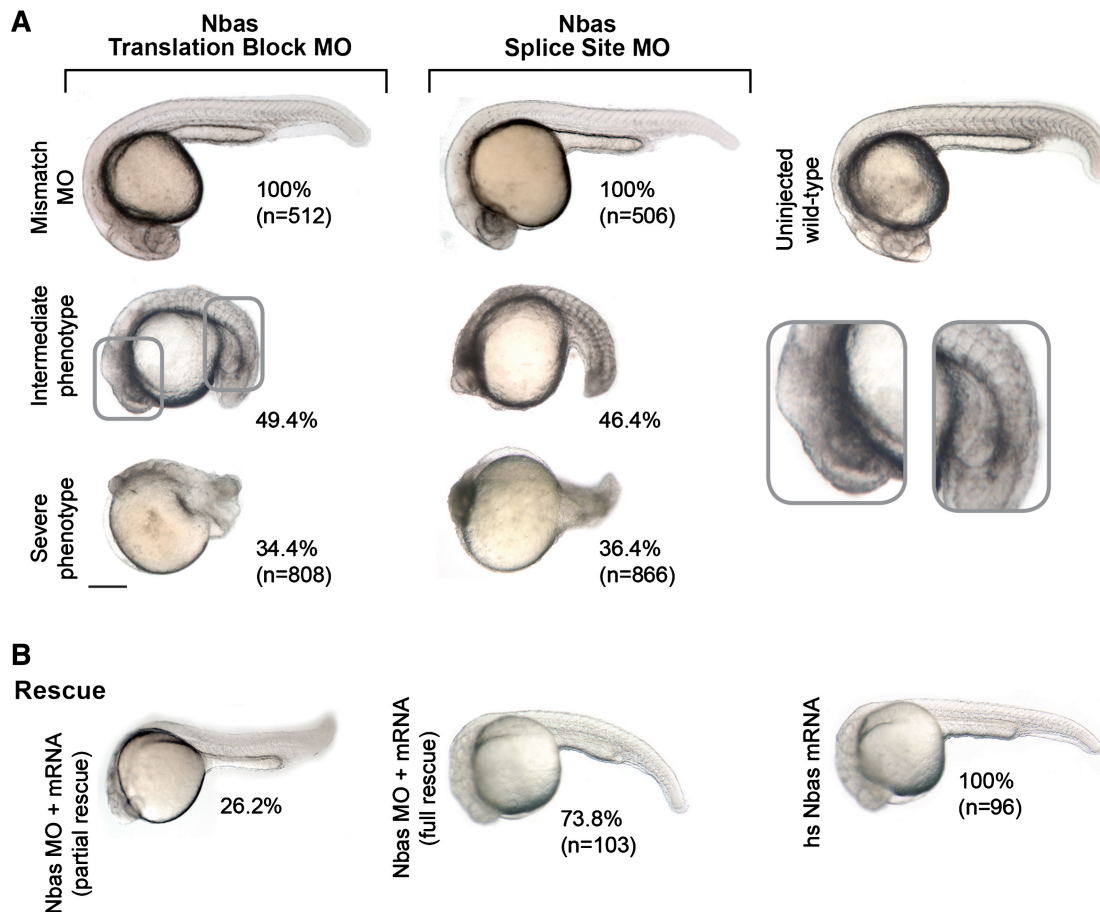 A
Nbas
Translation Block MO
Nbas
Splice Site MO
Mismatch
MO
100%
(n=512)
100%
(n=506)
Uninjected
wild-type
Intermediate
phenotype
49.4%
46.4%
Severe
phenotype
34.4%
(n=808)
36.4%
(n=866)
B
Rescue
Nbas MO + mRNA
(partial rescue)
26.2%
Nbas MO + mRNA
(full rescue)
73.8%
(n=103)
hs Nbas mRNA
100%
(n=96)